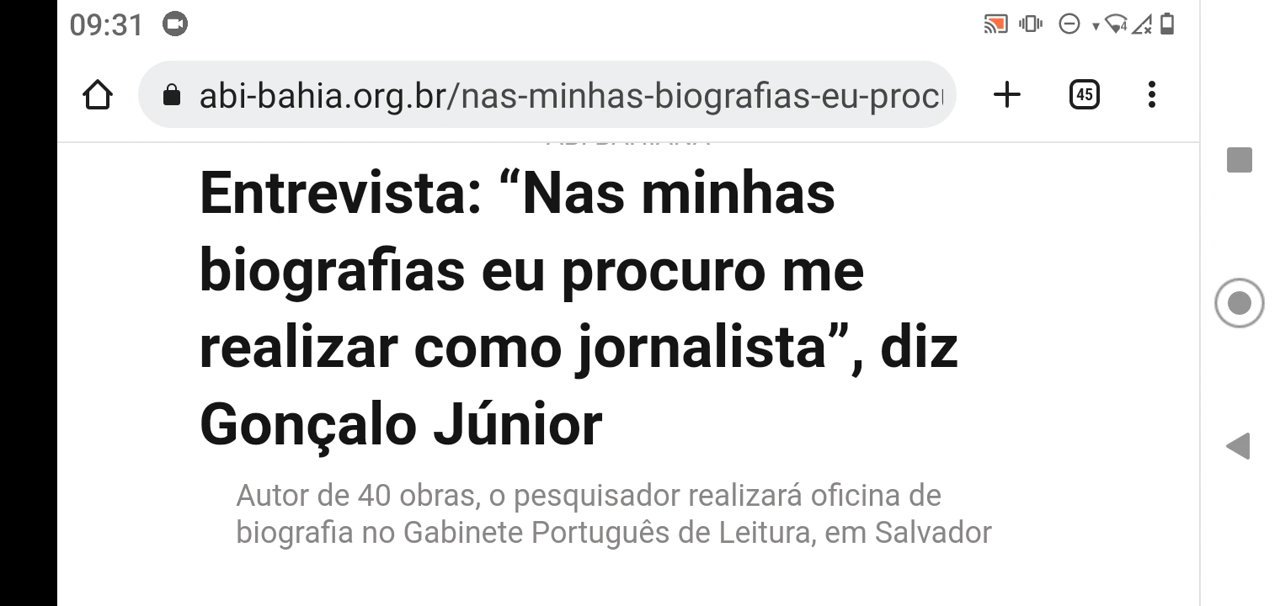 09:31
abi-bahia.org.br/nas-minhas-biografias-eu-proc
45
Entrevista: “Nas minhas
biografias eu procuro me
realizar como jornalista”, diz
Gonçalo Júnior
Autor de 40 obras, o pesquisador realizará oficina de
biografia no Gabinete Português de Leitura, em Salvador